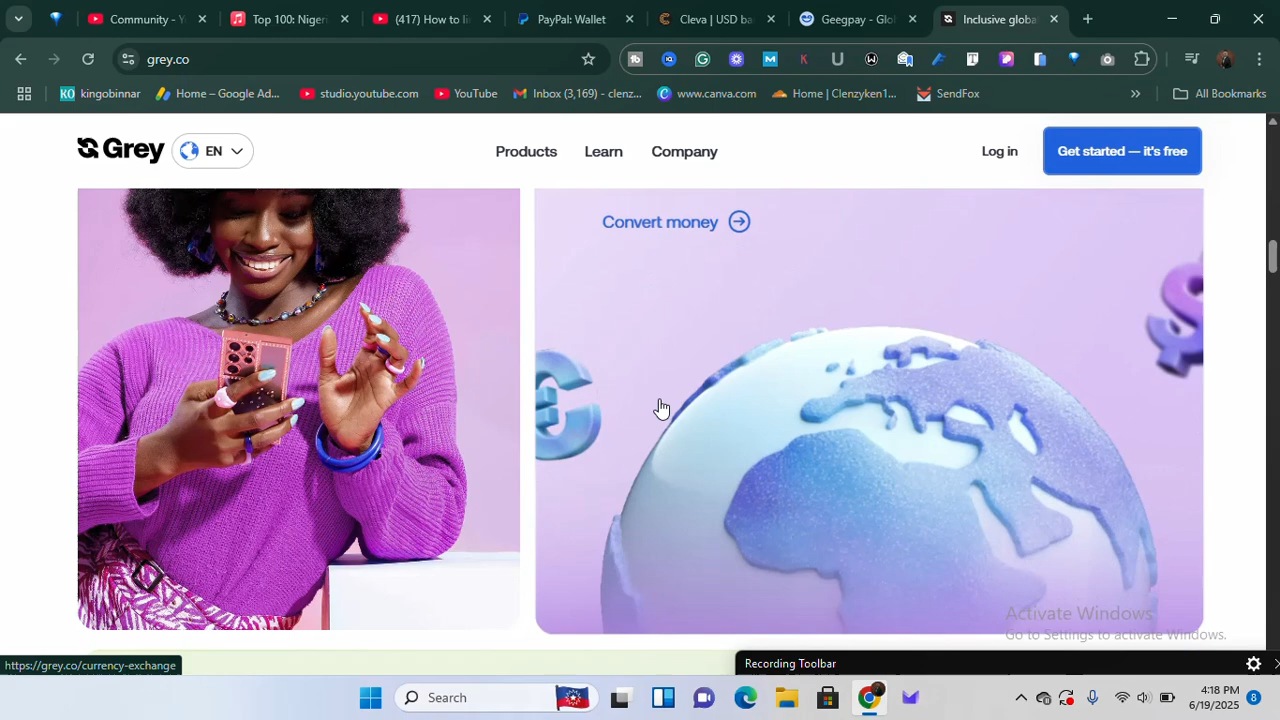 Community - Y
Top 100: Nigeri
(417) How to li
PayPal: Wallet
Cleva | USD ba
Geegpay - Glo
Inclusive globa
grey.co
kingobinnar
Home – Google Ad...
studio.youtube.com
YouTube
Inbox (3,169) - clenz...
www.canva.com
Home | Clenzyken1...
SendFox
All Bookmarks
Grey
EN
Products
Learn
Company
Log in
Get started — it's free
Convert money
Activate Windows
Go to Settings to activate Windows.
https://grey.co/currency-exchange
Recording Toolbar
Search
4:18 PM
6/19/2025
8